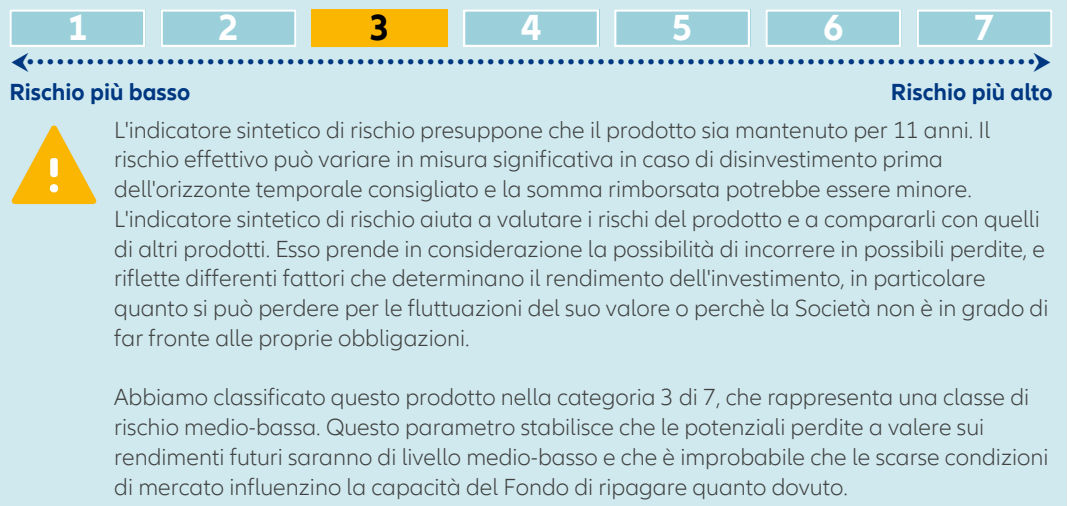 1 2 3 4 5 6 7
Rischio più basso Rischio più alto
L'indicatore sintetico di rischio presuppone che il prodotto sia mantenuto per 11 anni. Il
rischio effettivo può variare in misura significativa in caso di disinvestimento prima
dell'orizzonte temporale consigliato e la somma rimborsata potrebbe essere minore.
L'indicatore sintetico di rischio aiuta a valutare i rischi del prodotto e a compararli con quelli
di altri prodotti. Esso prende in considerazione la possibilità di incorrere in possibili perdite, e
riflette differenti fattori che determinano il rendimento dell'investimento, in particolare
quanto si può perdere per le fluttuazioni del suo valore o perchè la Società non è in grado di
far fronte alle proprie obbligazioni.
Abbiamo classificato questo prodotto nella categoria 3 di 7, che rappresenta una classe di
rischio medio-bassa. Questo parametro stabilisce che le potenziali perdite a valere sui
rendimenti futuri saranno di livello medio-basso e che è improbabile che le scarse condizioni
di mercato influenzino la capacità del Fondo di ripagare quanto dovuto.